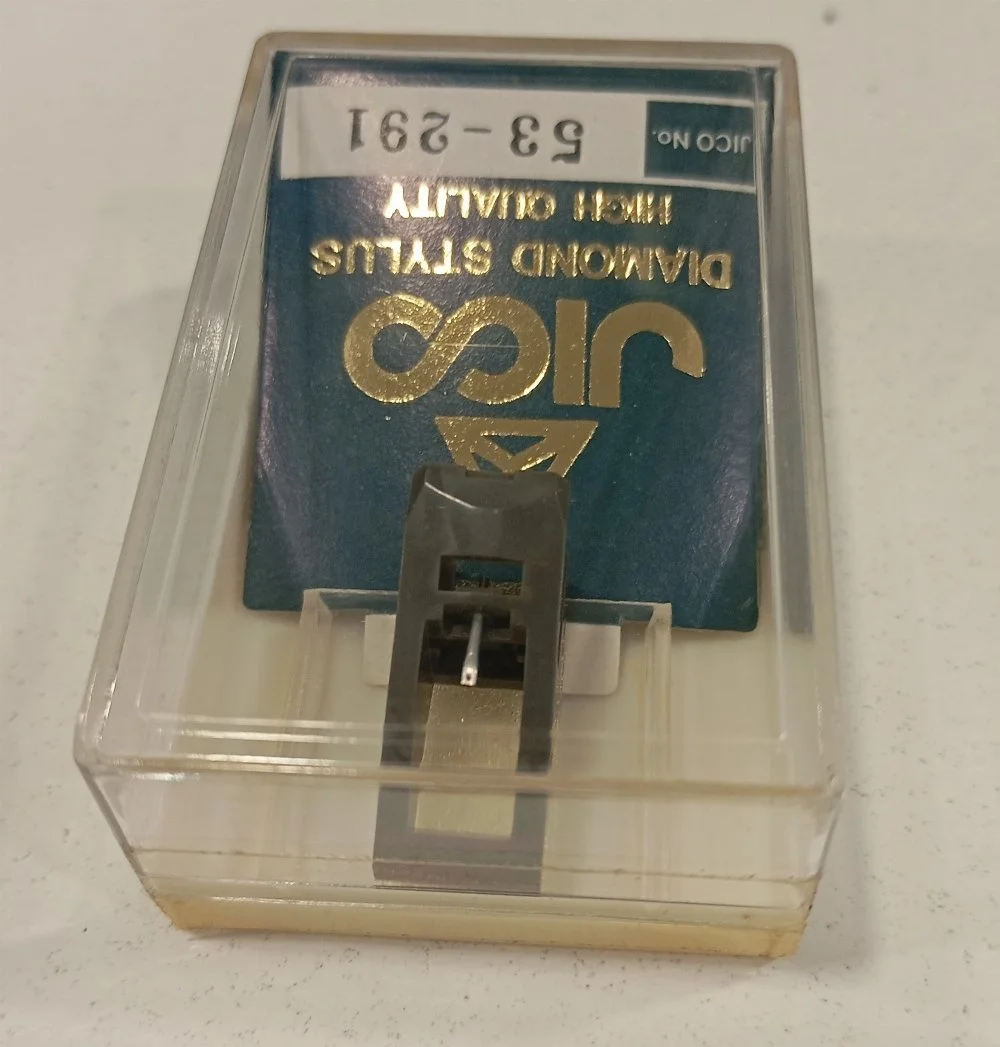 JICO
DIAMOND STYLUS
HIGH QUALITY
JICO No. 53-291